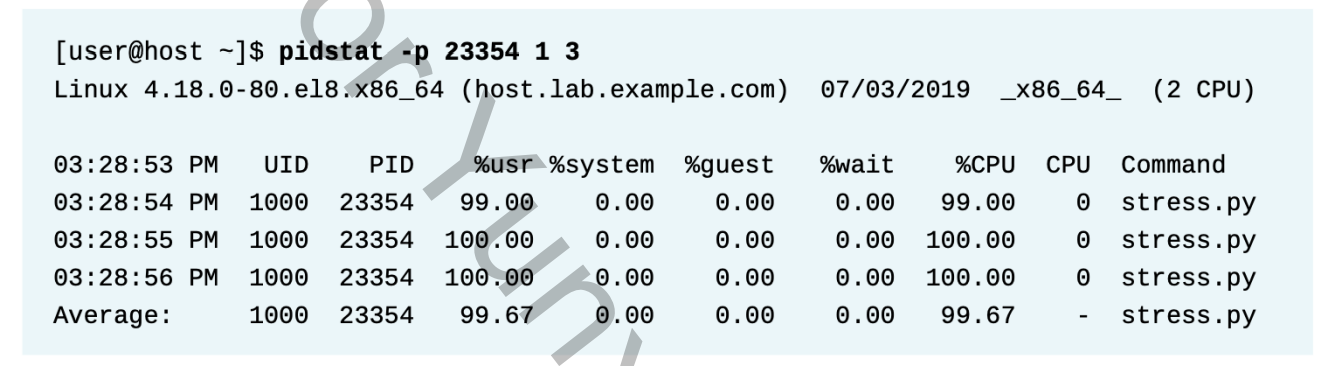 [user@host ~]$ pidstat -p 23354 1 3
Linux 4.18.0-80.el8.x86_64 (host.lab.example.com)  07/03/2019  _x86_64_  (2 CPU)
03:28:53 PM   UID    PID    %usr %system  %guest   %wait    %CPU  CPU  Command
03:28:54 PM  1000  23354   99.00    0.00    0.00    0.00   99.00    0  stress.py
03:28:55 PM  1000  23354  100.00    0.00    0.00    0.00  100.00    0  stress.py
03:28:56 PM  1000  23354  100.00    0.00    0.00    0.00  100.00    0  stress.py
Average:     1000  23354   99.67    0.00    0.00    0.00   99.67    -  stress.py